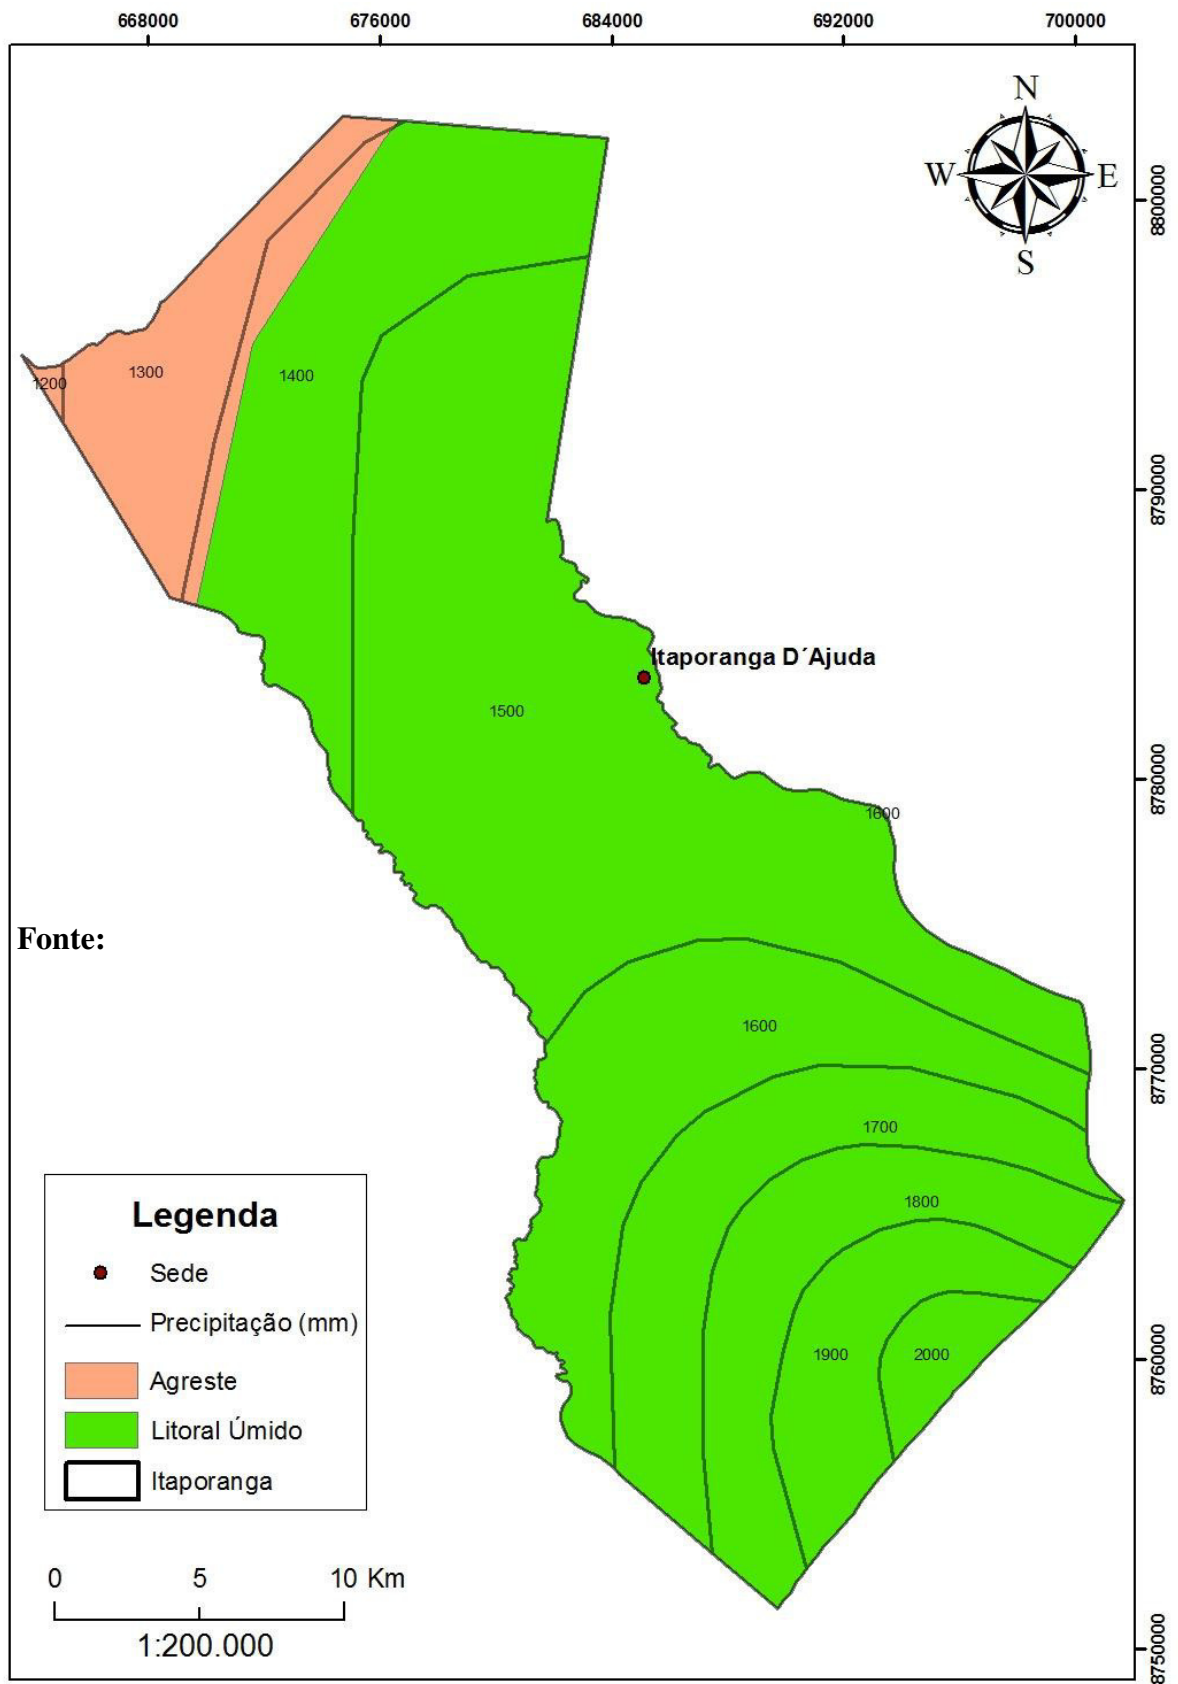 668000 676000 684000 692000 700000
N
W E
S
8800000
1200 1300 1400
8790000
Itaporanga D´Ajuda
1500
8780000
1600
Fonte:
1600
8770000
1700
1800
Legenda
Sede
Precipitação (mm)
1900 2000
8760000
Agreste
Litoral Úmido
Itaporanga
0 5 10 Km
1:200.000
8750000